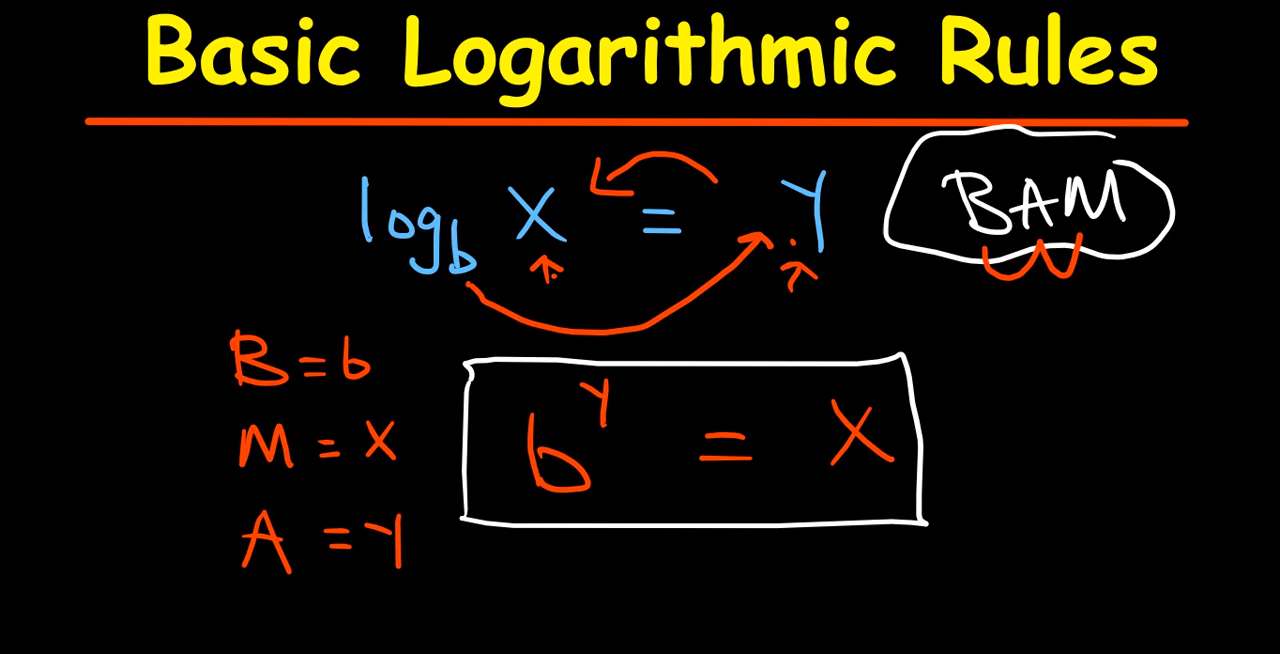 Basic Logarithmic Rules
log_b X = Y
BAM
B = b
M = X
A = Y
b^Y = X